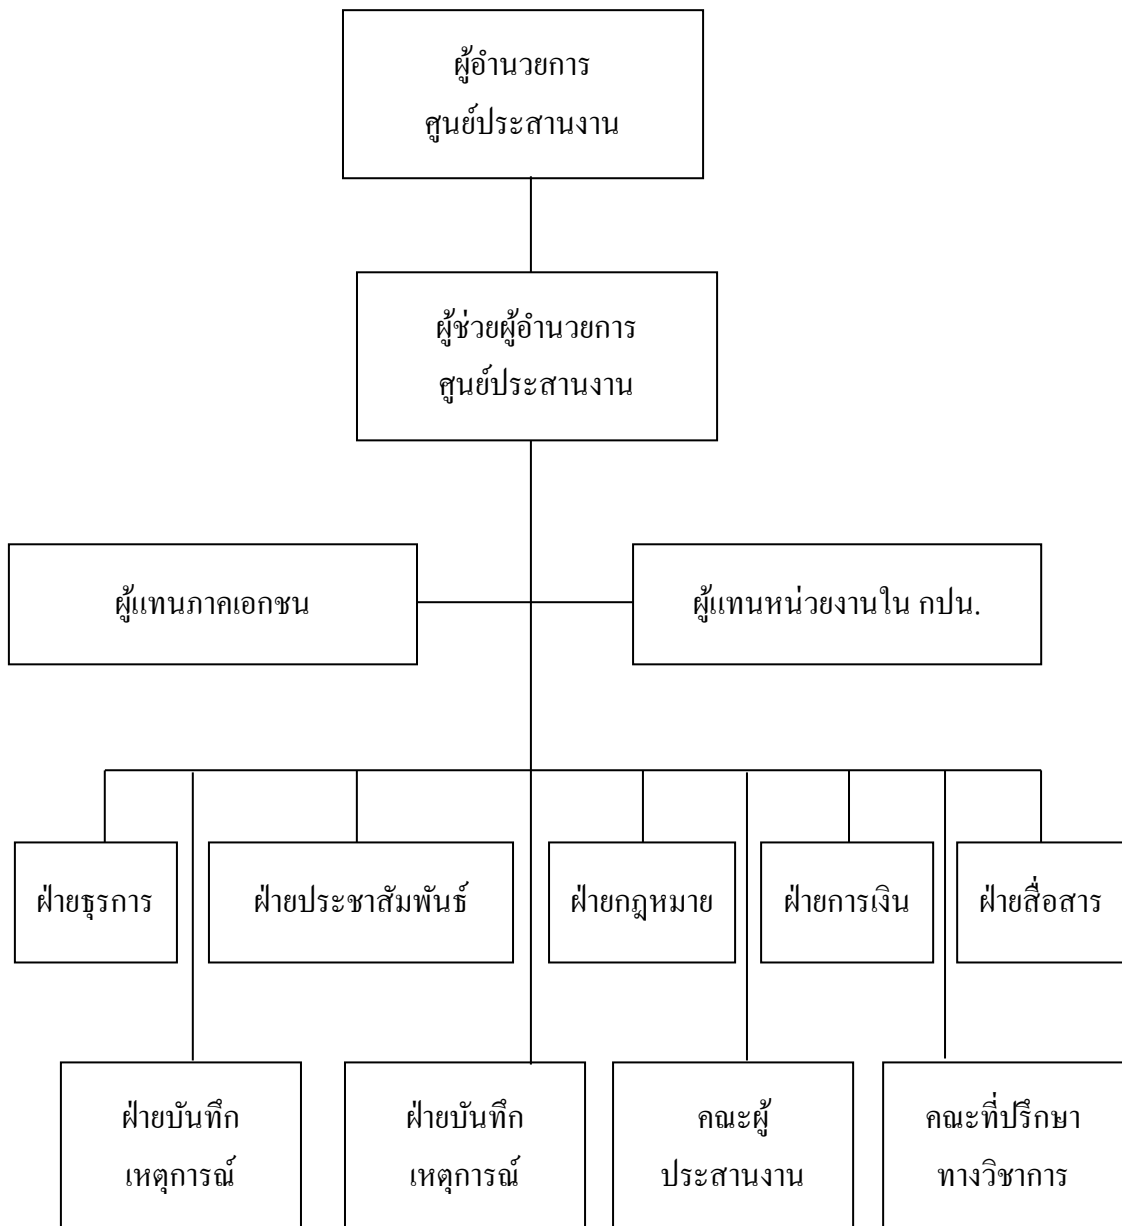 ผู้อำนวยการ
ศูนย์ประสานงาน
ผู้ช่วยผู้อำนวยการ
ศูนย์ประสานงาน
ผู้แทนภาคเอกชน
ผู้แทนหน่วยงานใน กปน.
ฝ่ายธุรการ
ฝ่ายประชาสัมพันธ์
ฝ่ายกฎหมาย
ฝ่ายการเงิน
ฝ่ายสื่อสาร
ฝ่ายบันทึก
เหตุการณ์
ฝ่ายบันทึก
เหตุการณ์
คณะผู้
ประสานงาน
คณะที่ปรึกษา
ทางวิชาการ